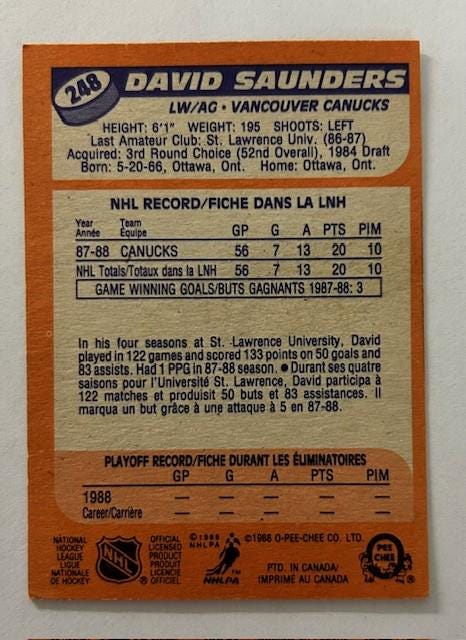 248 DAVID SAUNDERS
LW/AG • VANCOUVER CANUCKS
HEIGHT: 6'1" WEIGHT: 195 SHOOTS: LEFT
Last Amateur Club: St. Lawrence Univ. (86-87)
Acquired: 3rd Round Choice (52nd Overall), 1984 Draft
Born: 5-20-66, Ottawa, Ont. Home: Ottawa, Ont.
NHL RECORD/FICHE DANS LA LNH
Year Team
Année Equipe GP G A PTS PIM
87-88 CANUCKS 56 7 13 20 10
NHL Totals/Totaux dans la LNH 56 7 13 20 10
GAME WINNING GOALS/BUTS GAGNANTS 1987-88: 3
In his four seasons at St. Lawrence University, David
played in 122 games and scored 133 points on 50 goals and
83 assists. Had 1 PPG in 87-88 season. • Durant ses quatre
saisons pour l'Université St. Lawrence, David participa à
122 matches et produisit 50 buts et 83 assistances. Il
marqua un but grâce à une attaque à 5 en 87-88.
PLAYOFF RECORD/FICHE DURANT LES ÉLIMINATOIRES
GP G A PTS PIM
1988 — — — — —
Career/Carrière — — — — —
NATIONAL
HOCKEY
LEAGUE
LIGUE
NATIONALE
DE HOCKEY
NHL ®
OFFICIAL
LICENSED
PRODUCT
PRODUIT
LICENCIÉ
OFFICIEL
© 1988
NHLPA
NHLPA ™
© 1988 O-PEE-CHEE CO. LTD.
PTD. IN CANADA/
IMPRIMÉ AU CANADA
O PEE CHEE ®